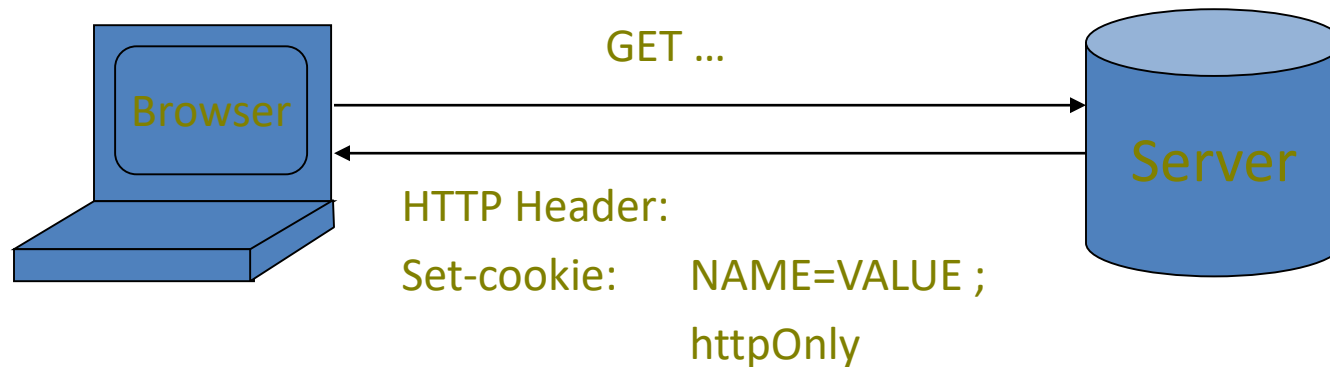 GET ...
Browser
Server
HTTP Header:
Set-cookie: NAME=VALUE ;
httpOnly